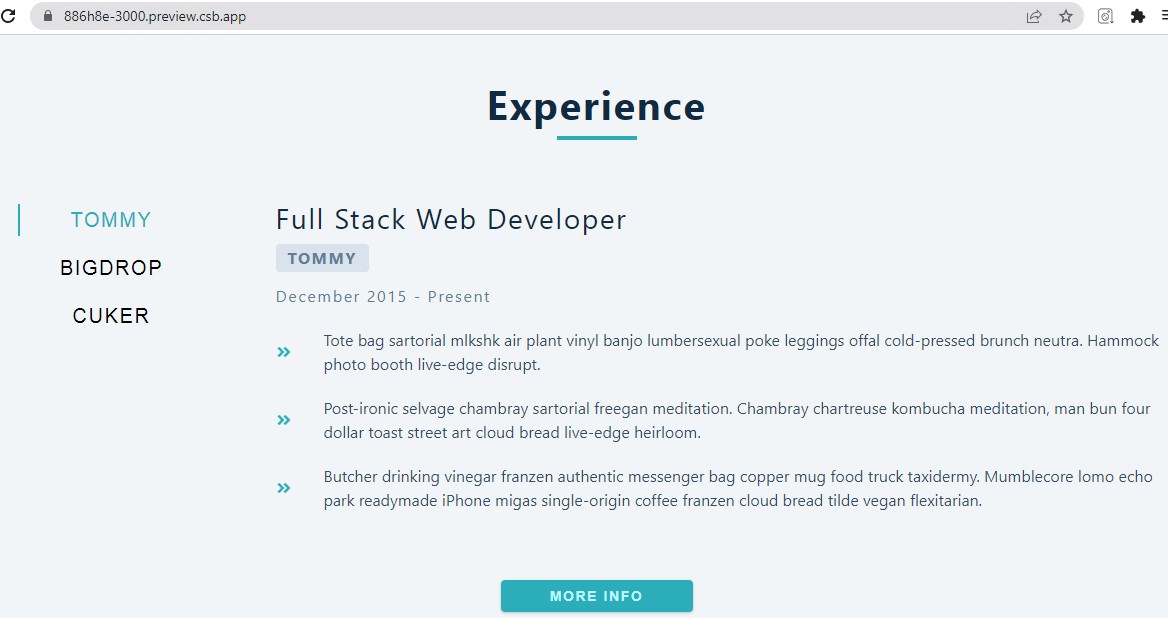 886h8e-3000.preview.csb.app
Experience
TOMMY
BIGDROP
CUKER
Full Stack Web Developer
TOMMY
December 2015 - Present
Tote bag sartorial mlkshk air plant vinyl banjo lumbersexual poke leggings offal cold-pressed brunch neutra. Hammock
photo booth live-edge disrupt.
Post-ironic selvage chambray sartorial freegan meditation. Chambray chartreuse kombucha meditation, man bun four
dollar toast street art cloud bread live-edge heirloom.
Butcher drinking vinegar franzen authentic messenger bag copper mug food truck taxidermy. Mumblecore lomo echo
park readymade iPhone migas single-origin coffee franzen cloud bread tilde vegan flexitarian.
MORE INFO